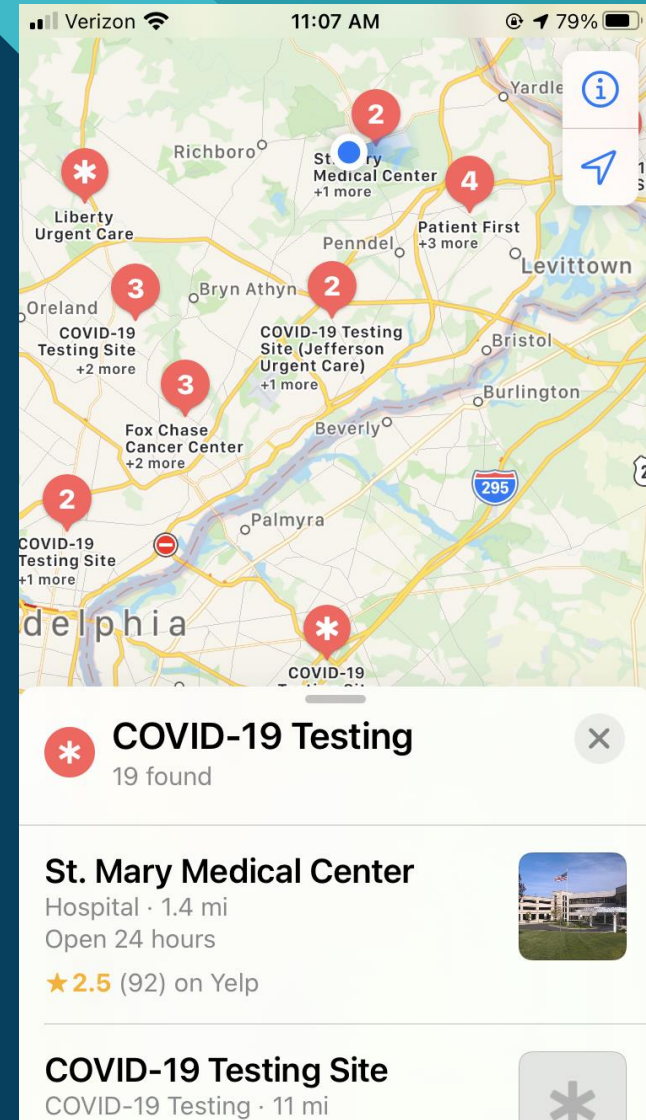 Verizon
11:07 AM
79%
2
Yardle
Richboro
Medical Center
+1 more
4
Patient First
+3 more
Liberty
Urgent Care
Penndel
Levittown
3
Bryn Athyn
2
Oreland
COVID-19
Testing Site
+2 more
COVID-19 Testing
Site (Jefferson
Urgent Care)
+1 more
Bristol
3
Burlington
Fox Chase
Cancer Center
+2 more
Beverly
295
2
COVID-19
Testing Site
+1 more
Palmyra
delphia
COVID-19
COVID-19 Testing
19 found
St. Mary Medical Center
Hospital · 1.4 mi
Open 24 hours
★2.5 (92) on Yelp
COVID-19 Testing Site
COVID-19 Testing · 11 mi